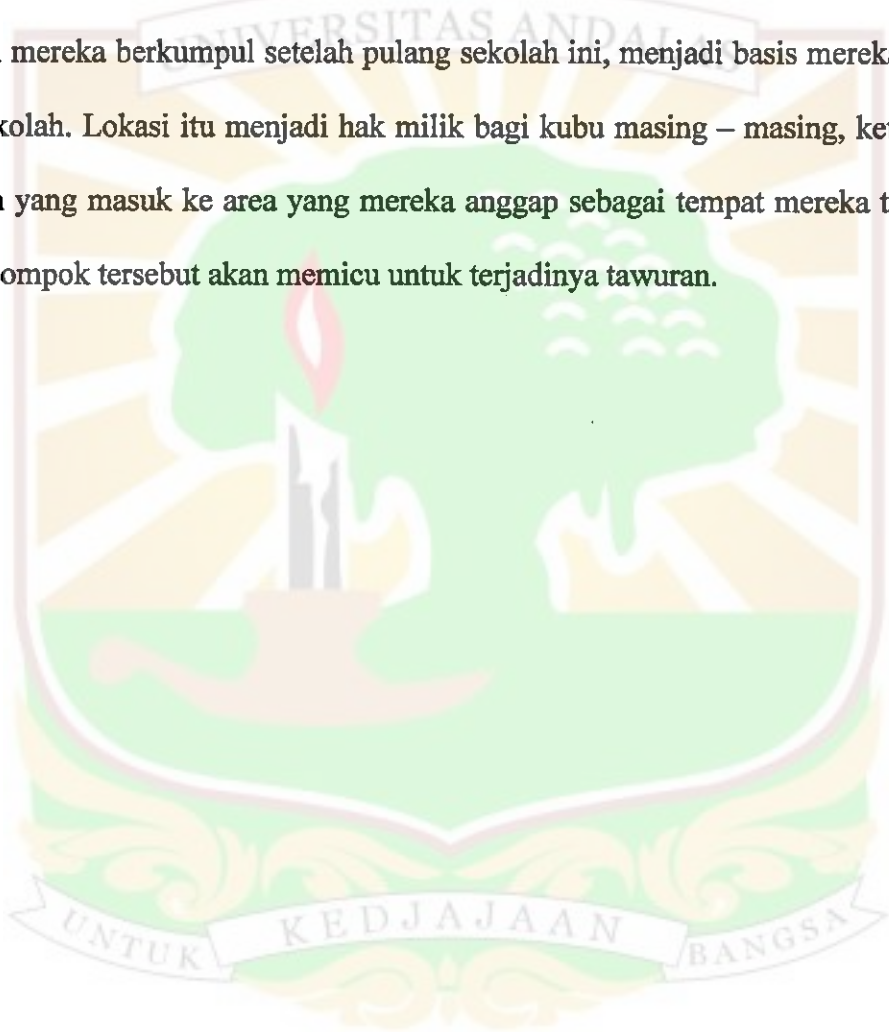 UNIVERSITAS ANDALAS
mereka berkumpul setelah pulang sekolah ini, menjadi basis mereka
kolah. Lokasi itu menjadi hak milik bagi kubu masing – masing, ket
yang masuk ke area yang mereka anggap sebagai tempat mereka t
ompok tersebut akan memicu untuk terjadinya tawuran.
UNTUK KEDJAJAAN BANGSA